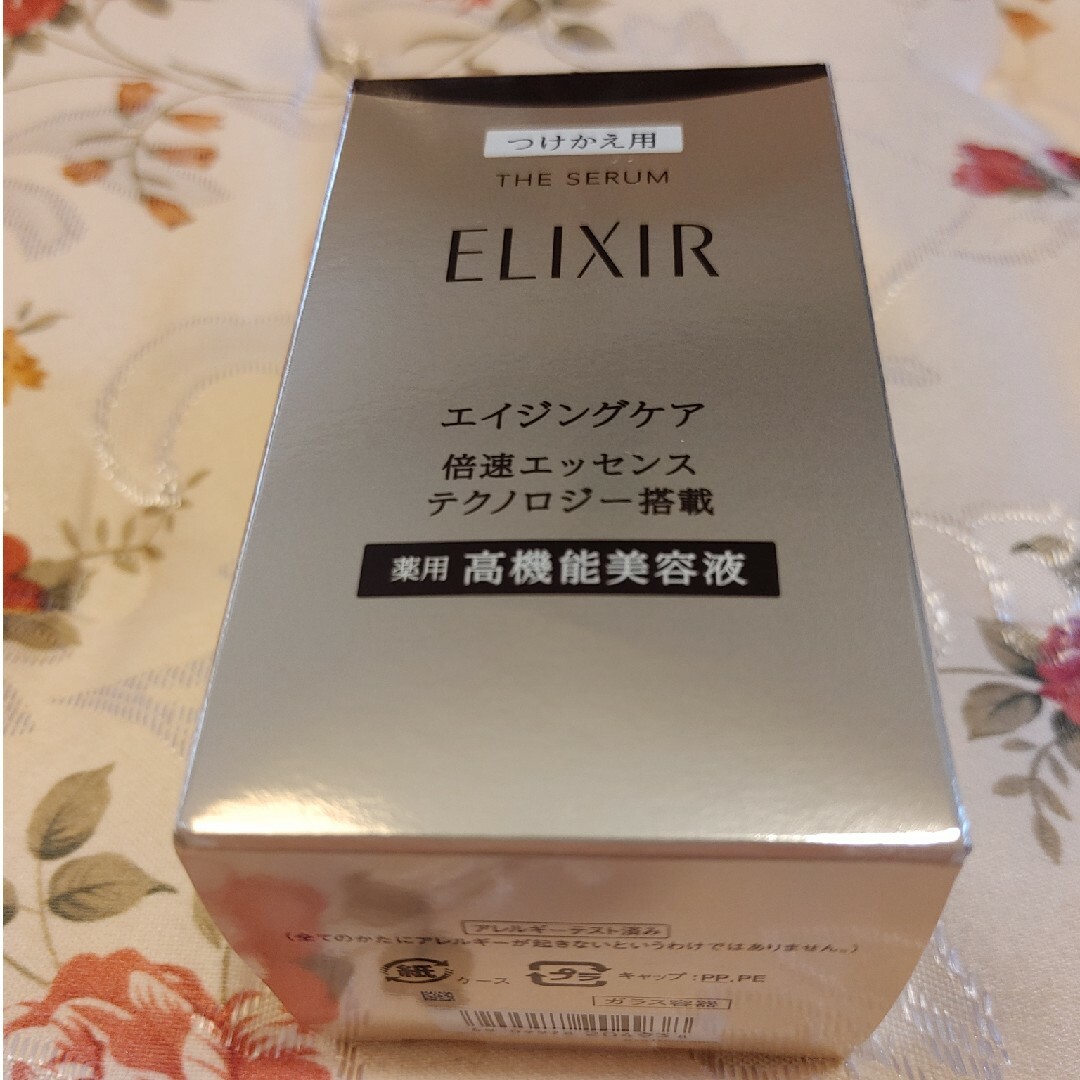 つけかえ用
THE SERUM
ELIXIR
エイジングケア
倍速エッセンス
テクノロジー搭載
薬用 高機能美容液
アレルギーテスト済み
(全てのかたにアレルギーが起きないというわけではありません。)
紙 ケース プラ キャップ:PP,PE
ガラス容器